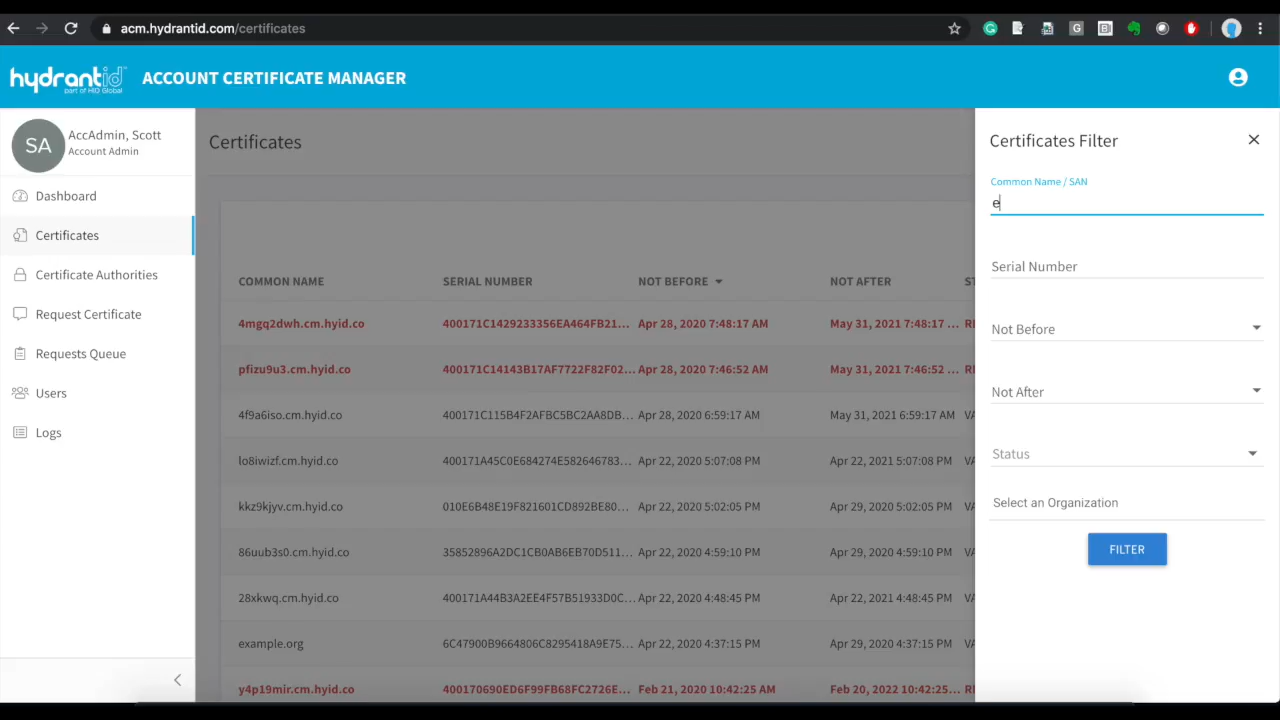 acm.hydrantid.com/certificates
hydrantid
part of HID Global
ACCOUNT CERTIFICATE MANAGER
SA
AccAdmin, Scott
Account Admin
Dashboard
Certificates
Certificate Authorities
Request Certificate
Requests Queue
Users
Logs
Certificates
COMMON NAME SERIAL NUMBER NOT BEFORE NOT AFTER ST
4mgq2dwh.cm.hyid.co 400171C1429233356EA464FB21... Apr 28, 2020 7:48:17 AM May 31, 2021 7:48:17 ... RE
pfizu9u3.cm.hyid.co 400171C14143B17AF7722F82F02... Apr 28, 2020 7:46:52 AM May 31, 2021 7:46:52 ... RE
4f9a6iso.cm.hyid.co 400171C115B4F2AFBC5BC2AA8DB... Apr 28, 2020 6:59:17 AM May 31, 2021 6:59:17 AM VA
lo8iwizf.cm.hyid.co 400171A45C0E684274E582646783... Apr 22, 2020 5:07:08 PM Apr 22, 2021 5:07:08 PM VA
kkz9kjyv.cm.hyid.co 010E6B48E19F821601CD892BE80... Apr 22, 2020 5:02:05 PM Apr 29, 2020 5:02:05 PM VA
86uub3s0.cm.hyid.co 35852896A2DC1CB0AB6EB70D511... Apr 22, 2020 4:59:10 PM Apr 29, 2020 4:59:10 PM VA
28xkwq.cm.hyid.co 400171A44B3A2EE4F57B51933D0C... Apr 22, 2020 4:48:45 PM Apr 22, 2021 4:48:45 PM VA
example.org 6C47900B9664806C8295418A9E75... Apr 22, 2020 4:37:15 PM Apr 29, 2020 4:37:15 PM VA
y4p19mir.cm.hyid.co 400170690ED6F99FB68FC2726E... Feb 21, 2020 10:42:25 AM Feb 20, 2022 10:42:25... RE
Certificates Filter
Common Name / SAN
e
Serial Number
Not Before
Not After
Status
Select an Organization
FILTER